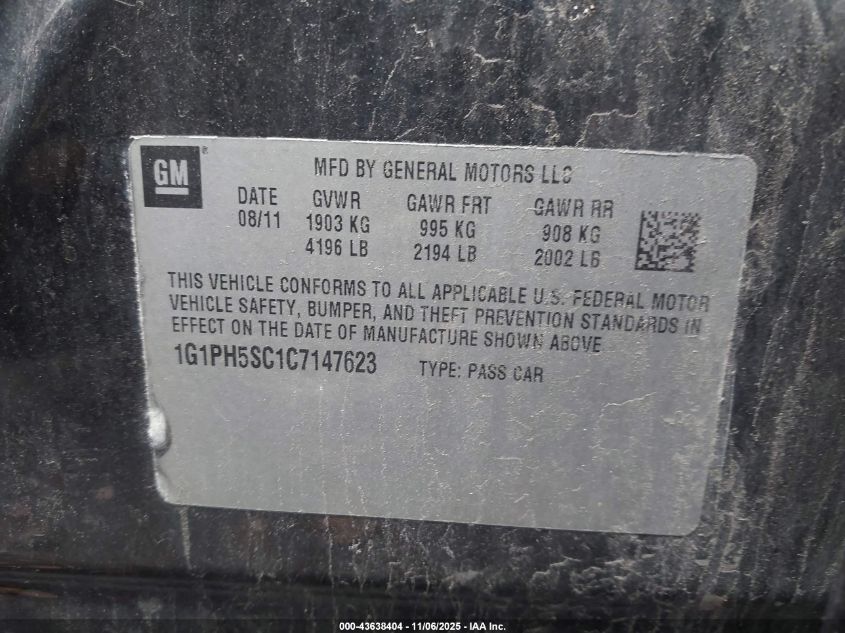 GM ®
MFD BY GENERAL MOTORS LLC
DATE GVWR GAWR FRT GAWR RR
08/11 1903 KG 995 KG 908 KG
4196 LB 2194 LB 2002 LB
THIS VEHICLE CONFORMS TO ALL APPLICABLE U.S. FEDERAL MOTOR
VEHICLE SAFETY, BUMPER, AND THEFT PREVENTION STANDARDS IN
EFFECT ON THE DATE OF MANUFACTURE SHOWN ABOVE
1G1PH5SC1C7147623 TYPE: PASS CAR
000-43638404 - 11/06/2025 - IAA, Inc.